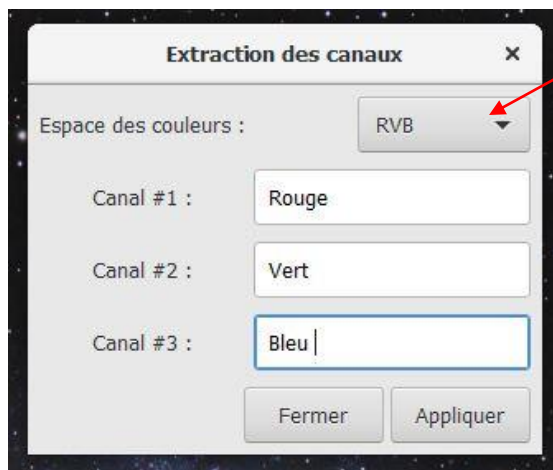 Extraction des canaux ×
Espace des couleurs : RVB
Canal #1 : Rouge
Canal #2 : Vert
Canal #3 : Bleu
Fermer Appliquer